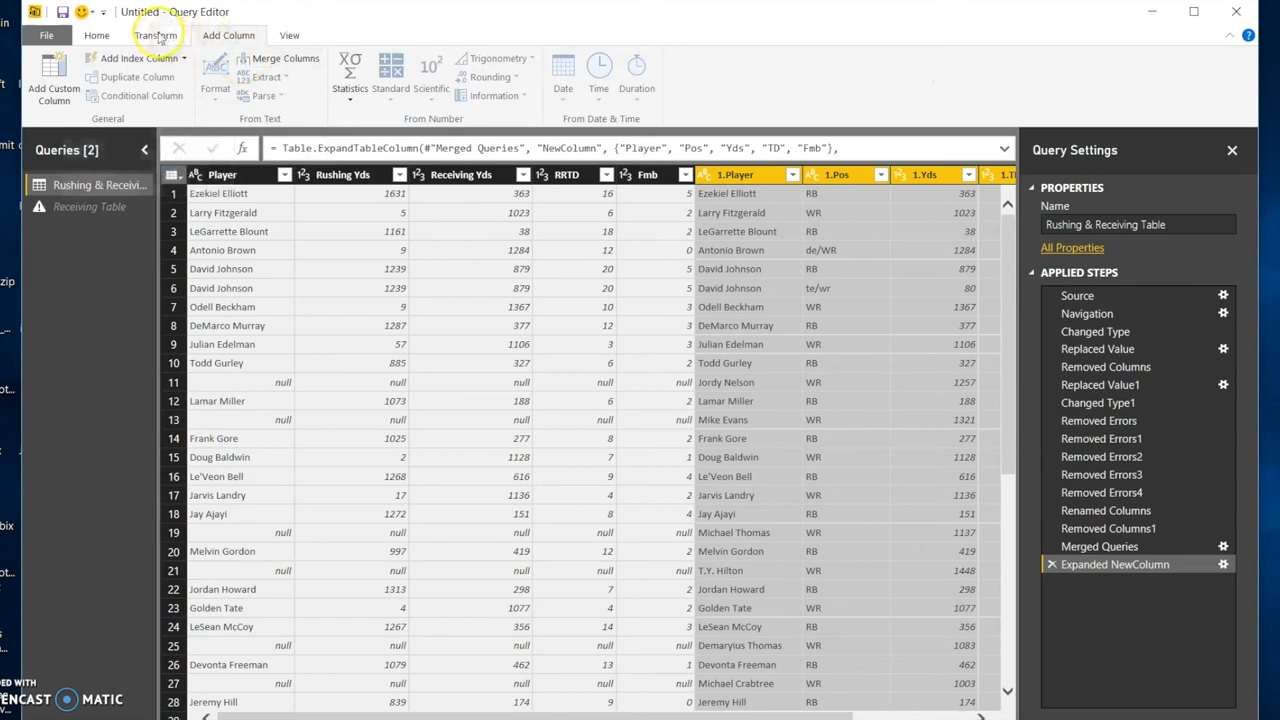 in
Untitled - Query Editor
File Home Transform Add Column View
Add Custom Column
Add Index Column
Duplicate Column
Conditional Column
General
Format
Merge Columns
ABC 123 Extract
abc Parse
From Text
XΣσ Statistics
Standard
10² Scientific
Trigonometry
.00 Rounding
Information
From Number
Date
Time
Duration
From Date & Time
Queries [2]
Rushing & Receivi...
Receiving Table
fx = Table.ExpandTableColumn(#"Merged Queries", "NewColumn", {"Player", "Pos", "Yds", "TD", "Fmb"},
Player Rushing Yds Receiving Yds RRTD Fmb 1.Player 1.Pos 1.Yds
1 Ezekiel Elliott 1631 363 16 5 Ezekiel Elliott RB 363
2 Larry Fitzgerald 5 1023 6 2 Larry Fitzgerald WR 1023
3 LeGarrette Blount 1161 38 18 2 LeGarrette Blount RB 38
4 Antonio Brown 9 1284 12 0 Antonio Brown de/WR 1284
5 David Johnson 1239 879 20 5 David Johnson RB 879
6 David Johnson 1239 879 20 5 David Johnson te/wr 80
7 Odell Beckham 9 1367 10 3 Odell Beckham WR 1367
8 DeMarco Murray 1287 377 12 3 DeMarco Murray RB 377
9 Julian Edelman 57 1106 3 3 Julian Edelman WR 1106
10 Todd Gurley 885 327 6 2 Todd Gurley RB 327
11 null null null null null Jordy Nelson WR 1257
12 Lamar Miller 1073 188 6 2 Lamar Miller RB 188
13 null null null null null Mike Evans WR 1321
14 Frank Gore 1025 277 8 2 Frank Gore RB 277
15 Doug Baldwin 2 1128 7 1 Doug Baldwin WR 1128
16 Le'Veon Bell 1268 616 9 4 Le'Veon Bell RB 616
17 Jarvis Landry 17 1136 4 2 Jarvis Landry WR 1136
18 Jay Ajayi 1272 151 8 4 Jay Ajayi RB 151
19 null null null null null Michael Thomas WR 1137
20 Melvin Gordon 997 419 12 2 Melvin Gordon RB 419
21 null null null null null T.Y. Hilton WR 1448
22 Jordan Howard 1313 298 7 2 Jordan Howard RB 298
23 Golden Tate 4 1077 4 2 Golden Tate WR 1077
24 LeSean McCoy 1267 356 14 3 LeSean McCoy RB 356
25 null null null null null Demaryius Thomas WR 1083
26 Devonta Freeman 1079 462 13 1 Devonta Freeman RB 462
27 null null null null null Michael Crabtree WR 1003
28 Jeremy Hill 839 174 9 0 Jeremy Hill RB 174
Query Settings
PROPERTIES
Name
Rushing & Receiving Table
All Properties
APPLIED STEPS
Source
Navigation
Changed Type
Replaced Value
Removed Columns
Replaced Value1
Changed Type1
Removed Errors
Removed Errors1
Removed Errors2
Removed Errors3
Removed Errors4
Renamed Columns
Renamed Columns1
Merged Queries
Expanded NewColumn
ENCAST MATIC